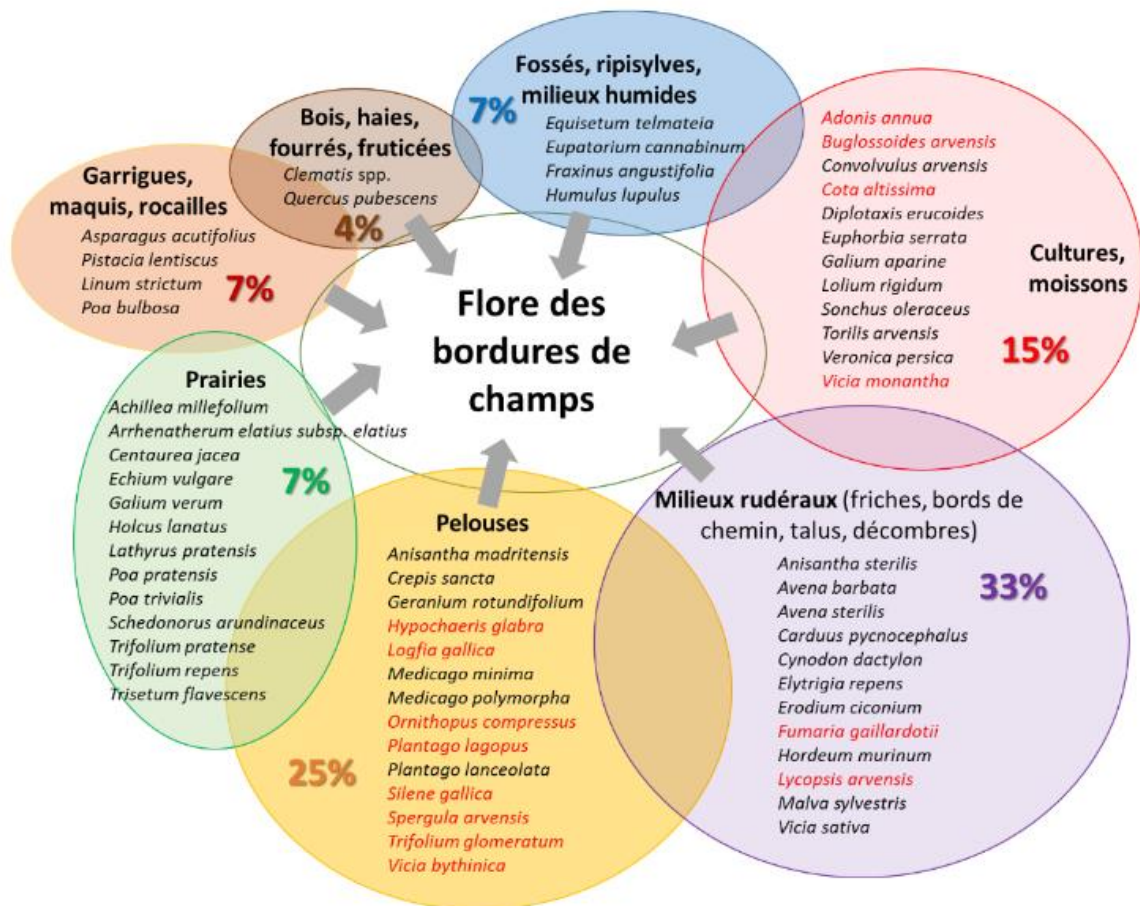 Fossés, ripisylves,
milieux humides
7%
Equisetum telmateia
Eupatorium cannabinum
Fraxinus angustifolia
Humulus lupulus
Bois, haies,
fourrés, fruticées
Clematis spp.
Quercus pubescens
4%
Garrigues,
maquis, rocailles
Asparagus acutifolius
Pistacia lentiscus
Linum strictum
Poa bulbosa
7%
Adonis annua
Buglossoides arvensis
Convolvulus arvensis
Cota altissima
Diplotaxis erucoides
Euphorbia serrata
Galium aparine
Lolium rigidum
Sonchus oleraceus
Torilis arvensis
Veronica persica
Vicia monantha
Cultures,
moissons
15%
Flore des
bordures de
champs
Prairies
Achillea millefolium
Arrhenatherum elatius subsp. elatius
Centaurea jacea
Echium vulgare
Galium verum
Holcus lanatus
Lathyrus pratensis
Poa pratensis
Poa trivialis
Schedonorus arundinaceus
Trifolium pratense
Trifolium repens
Trisetum flavescens
7%
Pelouses
Anisantha madritensis
Crepis sancta
Geranium rotundifolium
Hypochaeris glabra
Logfia gallica
Medicago minima
Medicago polymorpha
Ornithopus compressus
Plantago lagopus
Plantago lanceolata
Silene gallica
Spergula arvensis
Trifolium glomeratum
Vicia bythinica
25%
Milieux rudéraux (friches, bords de
chemin, talus, décombres)
Anisantha sterilis
Avena barbata
Avena sterilis
Carduus pycnocephalus
Cynodon dactylon
Elytrigia repens
Erodium ciconium
Fumaria gaillardotii
Hordeum murinum
Lycopsis arvensis
Malva sylvestris
Vicia sativa
33%